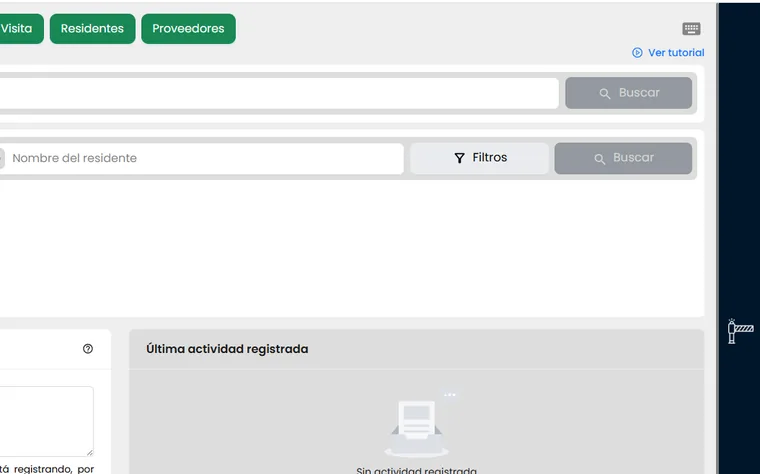 Visita
Residentes
Proveedores
Ver tutorial
Buscar
Nombre del residente
Filtros
Buscar
Última actividad registrada
tá registrando, por
Sin actividad registrada